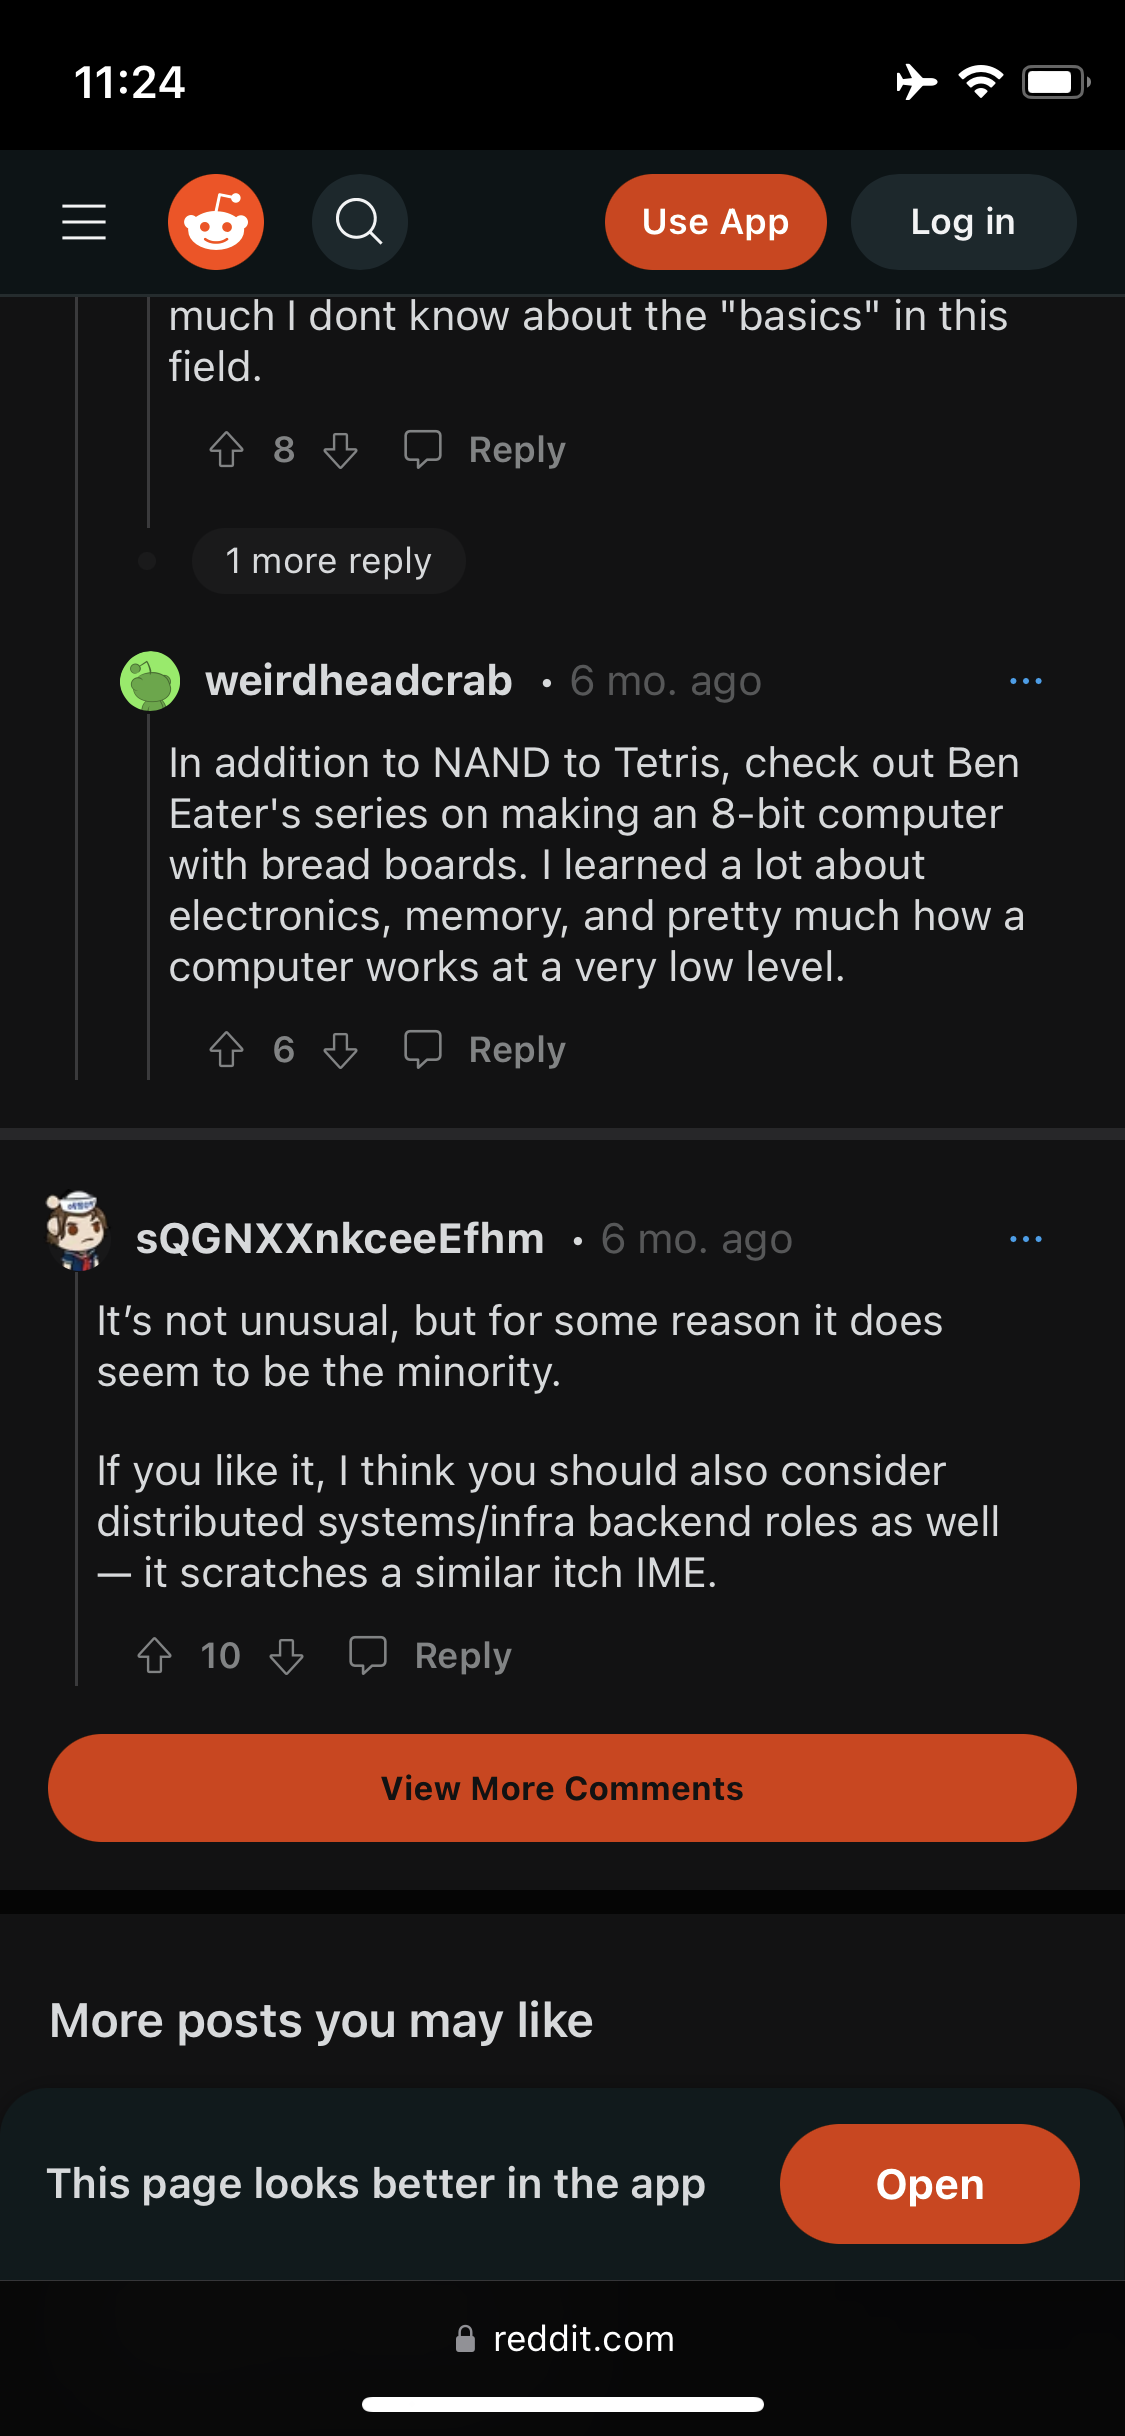 11:24
Use App
Log in
much I dont know about the "basics" in this
field.
8
Reply
1 more reply
weirdheadcrab • 6 mo. ago
In addition to NAND to Tetris, check out Ben
Eater's series on making an 8-bit computer
with bread boards. I learned a lot about
electronics, memory, and pretty much how a
computer works at a very low level.
6
Reply
sQGNXXnkceeEfhm • 6 mo. ago
It’s not unusual, but for some reason it does
seem to be the minority.
If you like it, I think you should also consider
distributed systems/infra backend roles as well
— it scratches a similar itch IME.
10
Reply
View More Comments
More posts you may like
This page looks better in the app
Open
reddit.com